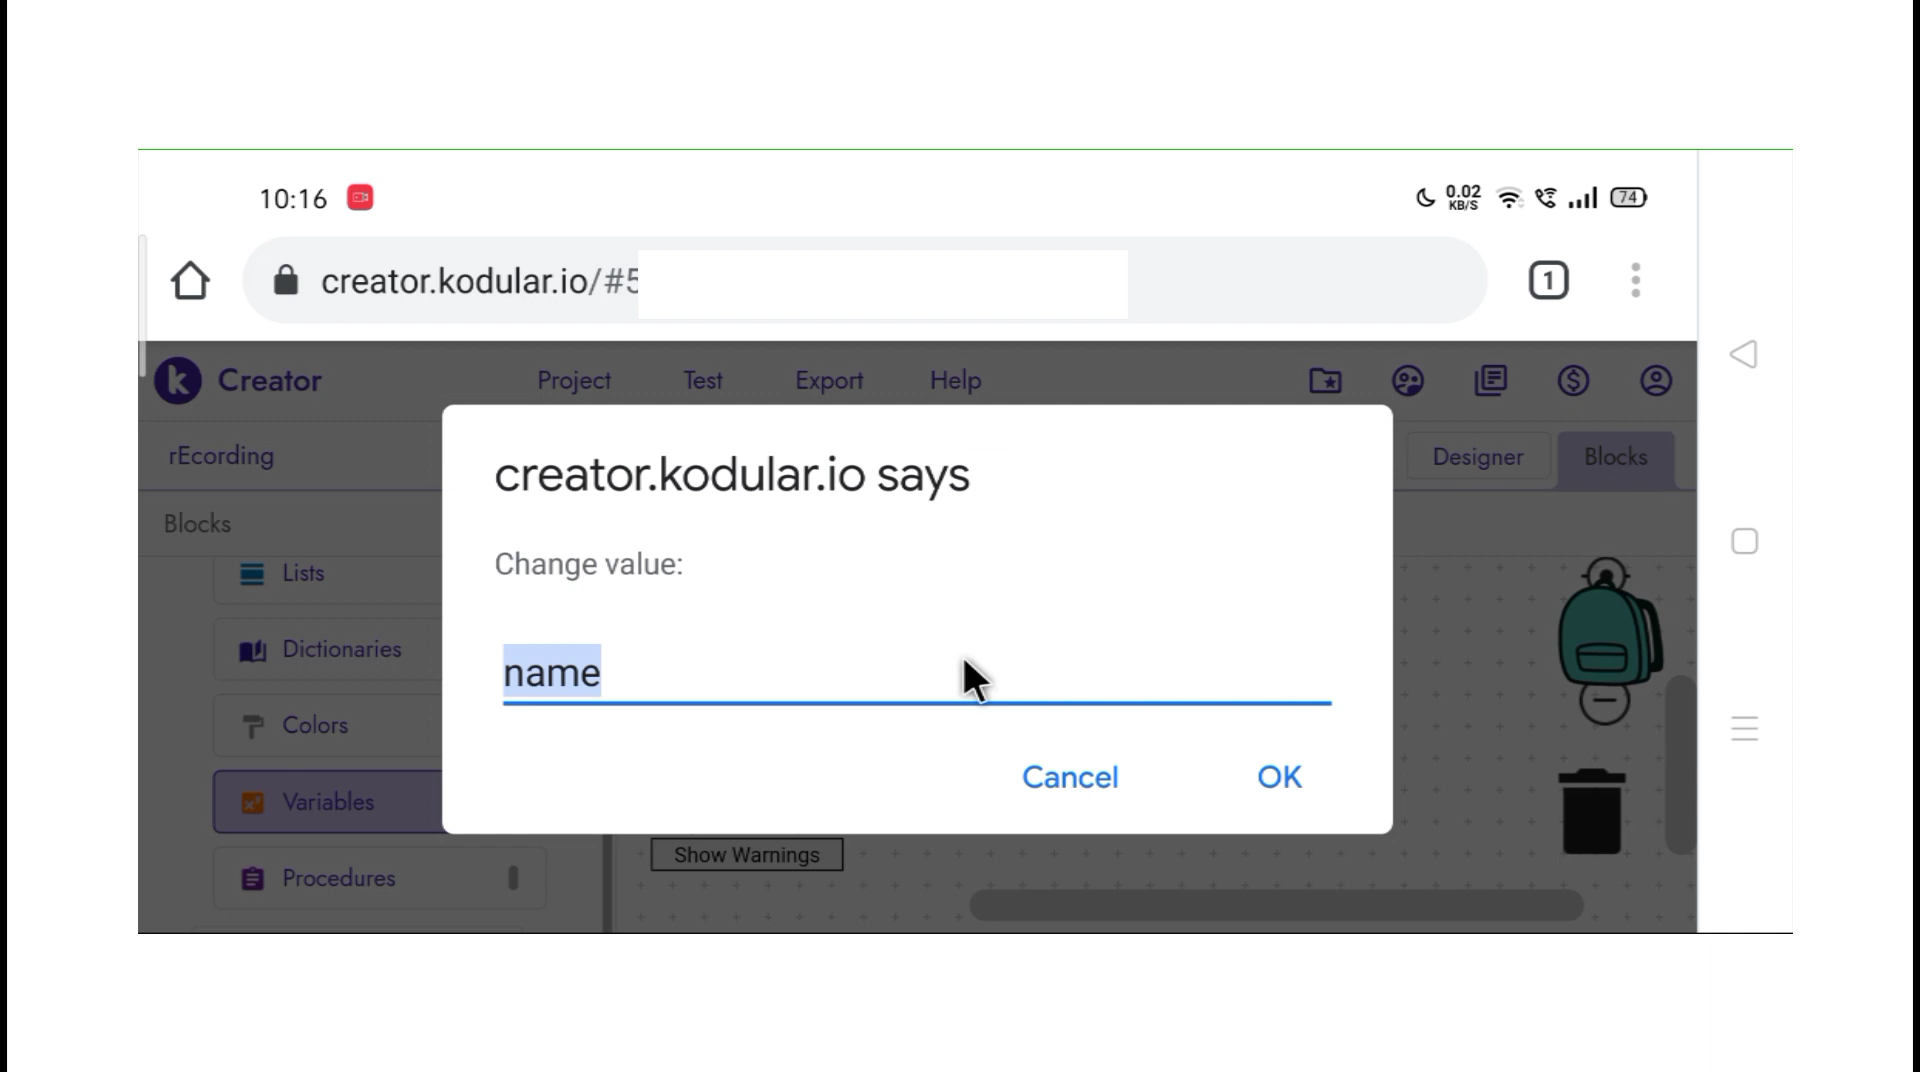 10:16
0.02
KB/S
74
creator.kodular.io/#5
1
k Creator
Project
Test
Export
Help
rEcording
Designer
Blocks
Blocks
creator.kodular.io says
Change value:
name
Cancel
OK
Lists
Dictionaries
Colors
Variables
Procedures
Show Warnings